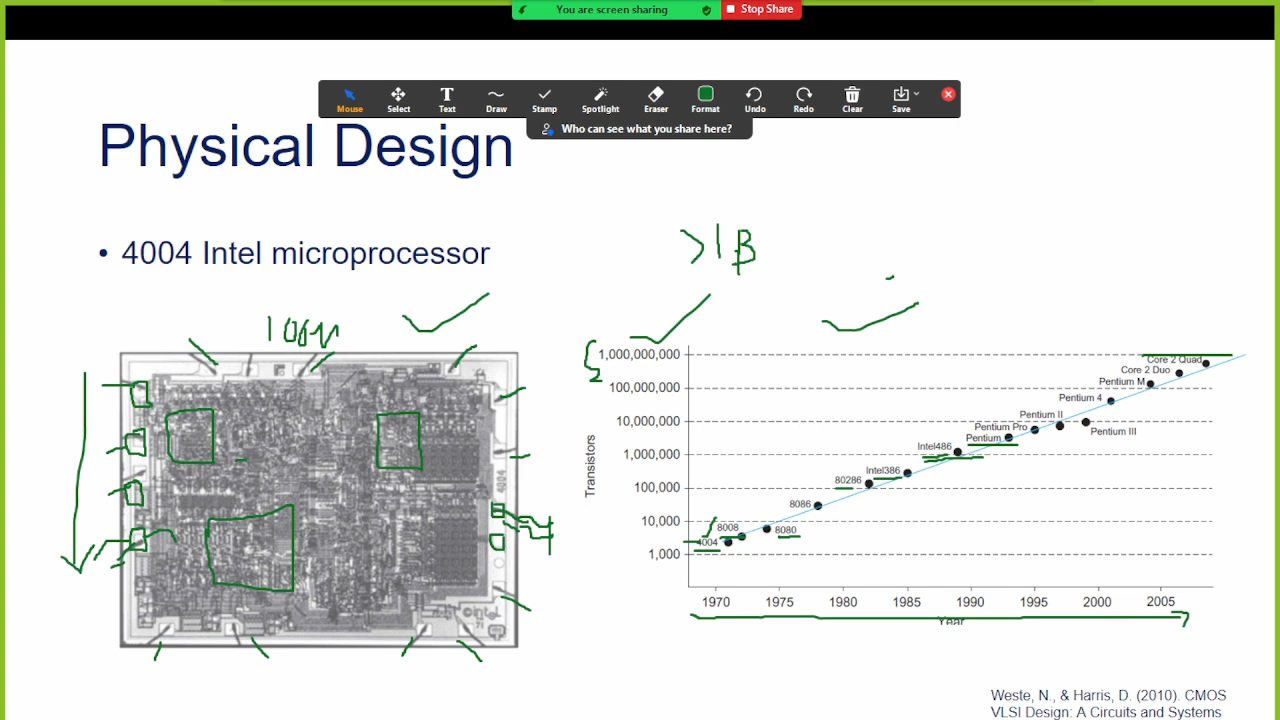 You are screen sharing
Stop Share
Mouse Select Text Draw Stamp Spotlight Eraser Format Undo Redo Clear Save
Who can see what you share here?
Physical Design
• 4004 Intel microprocessor
>1B
1,000,000,000
100,000,000
10,000,000
1,000,000
100,000
10,000
1,000
Transistors
4004
8008
8080
8086
80286
Intel386
Intel486
Pentium
Pentium Pro
Pentium II
Pentium III
Pentium 4
Pentium M
Core 2 Duo
Core 2 Quad
1970 1975 1980 1985 1990 1995 2000 2005
Year
4004
©intel
Weste, N., & Harris, D. (2010). CMOS
VLSI Design: A Circuits and Systems